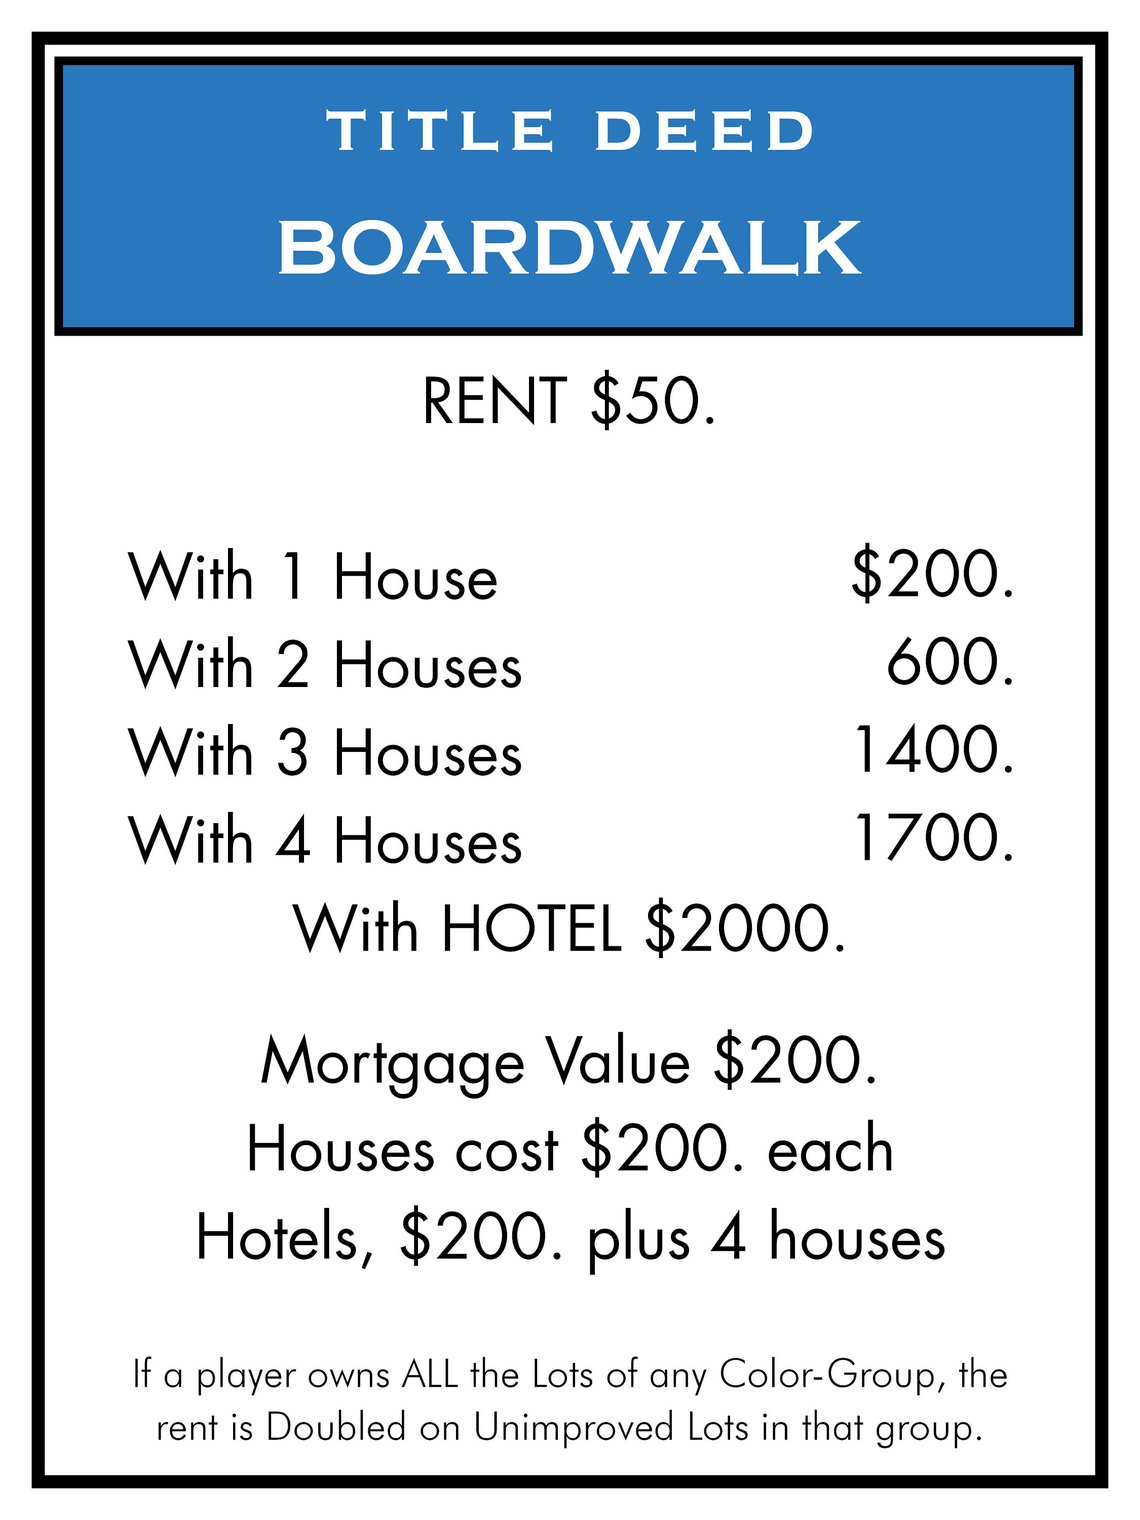 TITLE DEED
BOARDWALK
RENT $50.
With 1 House $200.
With 2 Houses 600.
With 3 Houses 1400.
With 4 Houses 1700.
With HOTEL $2000.
Mortgage Value $200.
Houses cost $200. each
Hotels, $200. plus 4 houses
If a player owns ALL the Lots of any Color-Group, the
rent is Doubled on Unimproved Lots in that group.